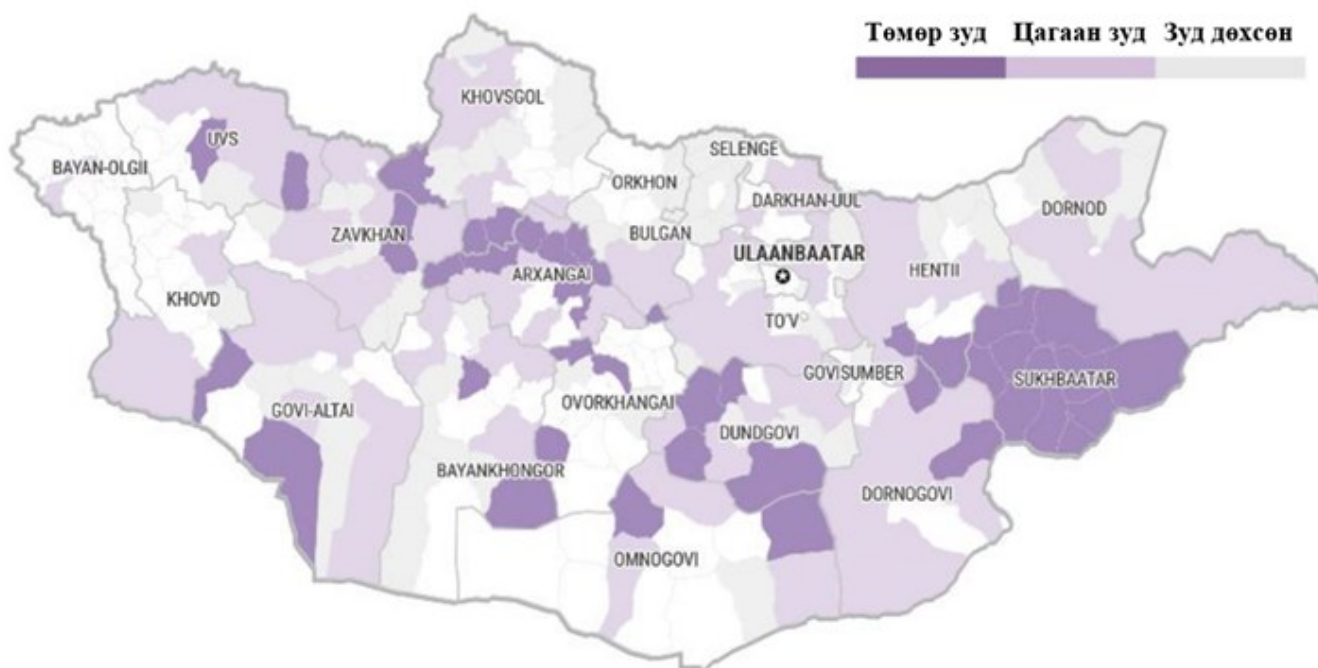 Төмөр зуд Цагаан зуд Зуд дөхсөн
KHOVSGOL
UVS
SELENGE
BAYAN-OLGII
ORKHON
DARKHAN-UUL
DORNOD
ZAVKHAN
BULGAN
ULAANBAATAR
ARXANGAI
HENTII
KHOVD
TO'V
GOVISUMBER
SUKHBAATAR
GOVI-ALTAI
OVORKHANGAI
DUNDGOVI
BAYANKHONGOR
DORNOGOVI
OMNOGOVI